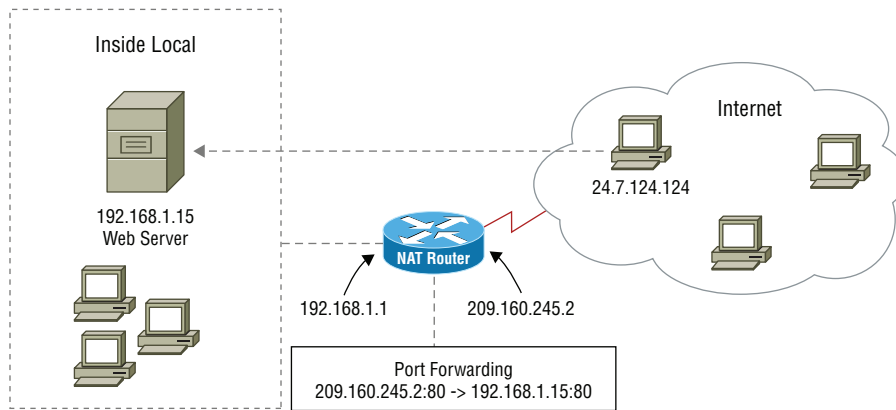 Inside Local
192.168.1.15
Web Server
Internet
24.7.124.124
NAT Router
192.168.1.1
209.160.245.2
Port Forwarding
209.160.245.2:80 -> 192.168.1.15:80